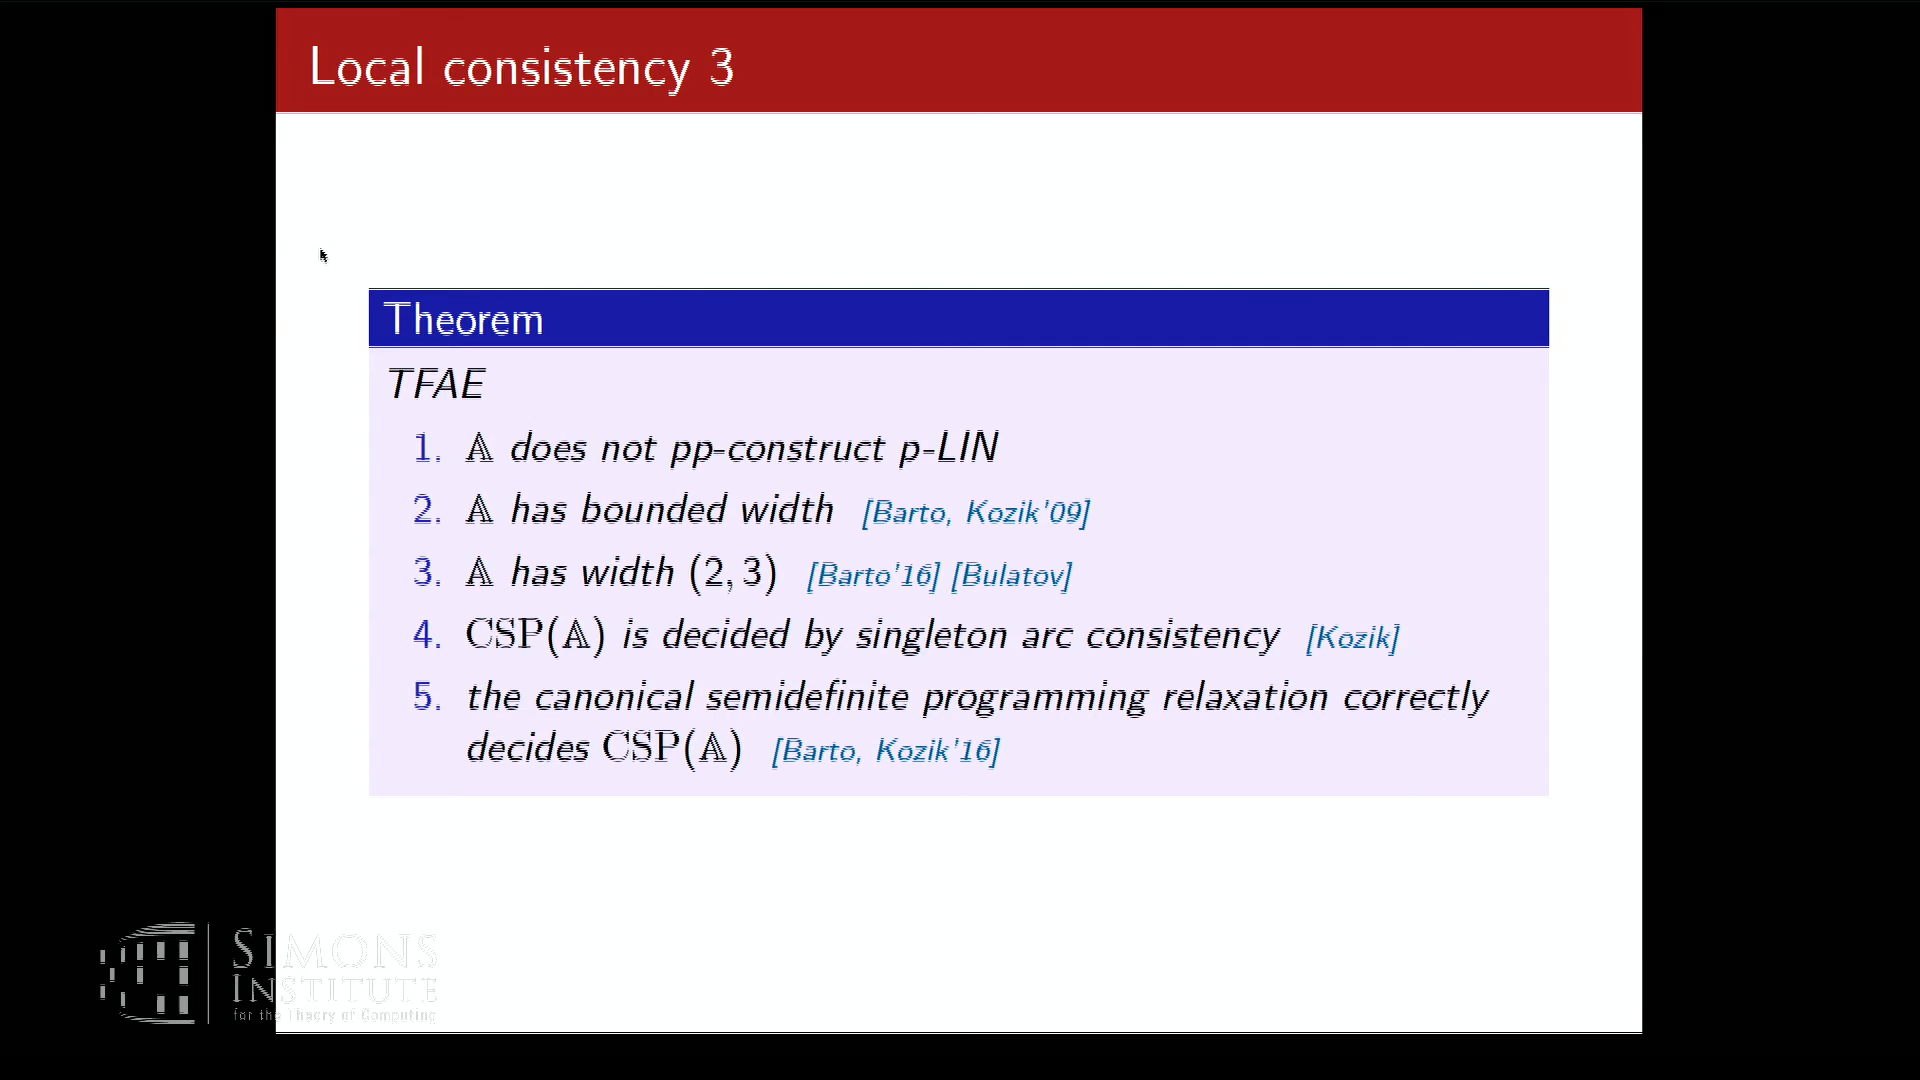 Local consistency 3
Theorem
TFAE
1. 𝔸 does not pp-construct p-LIN
2. 𝔸 has bounded width [Barto, Kozik'09]
3. 𝔸 has width (2, 3) [Barto'16] [Bulatov]
4. CSP(𝔸) is decided by singleton arc consistency [Kozik]
5. the canonical semidefinite programming relaxation correctly
decides CSP(𝔸) [Barto, Kozik'16]
SIMONS
INSTITUTE
for the Theory of Computing